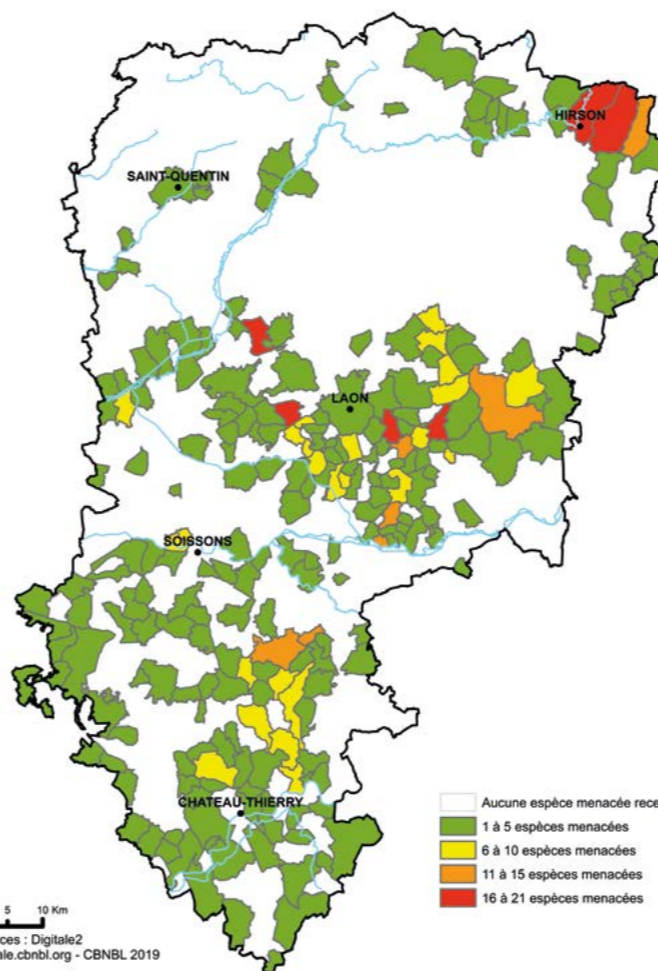 HIRSON
SAINT-QUENTIN
LAON
SOISSONS
CHATEAU-THIERRY
Aucune espèce menacée rece
1 à 5 espèces menacées
6 à 10 espèces menacées
11 à 15 espèces menacées
16 à 21 espèces menacées
5 10 Km
rces : Digitale2
ale.cbnbl.org - CBNBL 2019